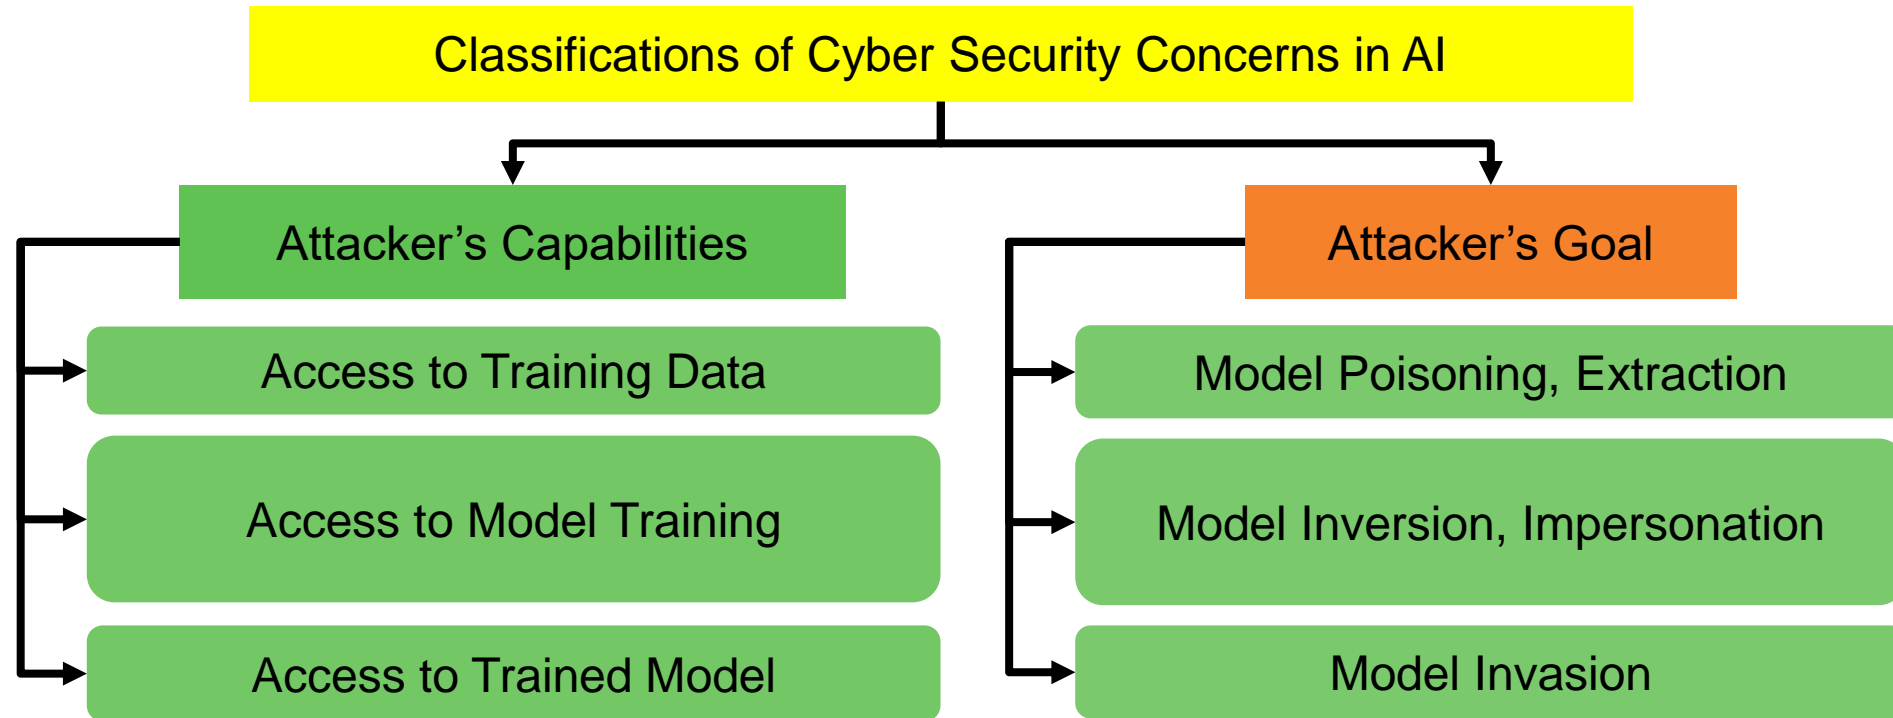 Classifications of Cyber Security Concerns in AI
Attacker’s Capabilities
Access to Training Data
Access to Model Training
Access to Trained Model
Attacker’s Goal
Model Poisoning, Extraction
Model Inversion, Impersonation
Model Invasion